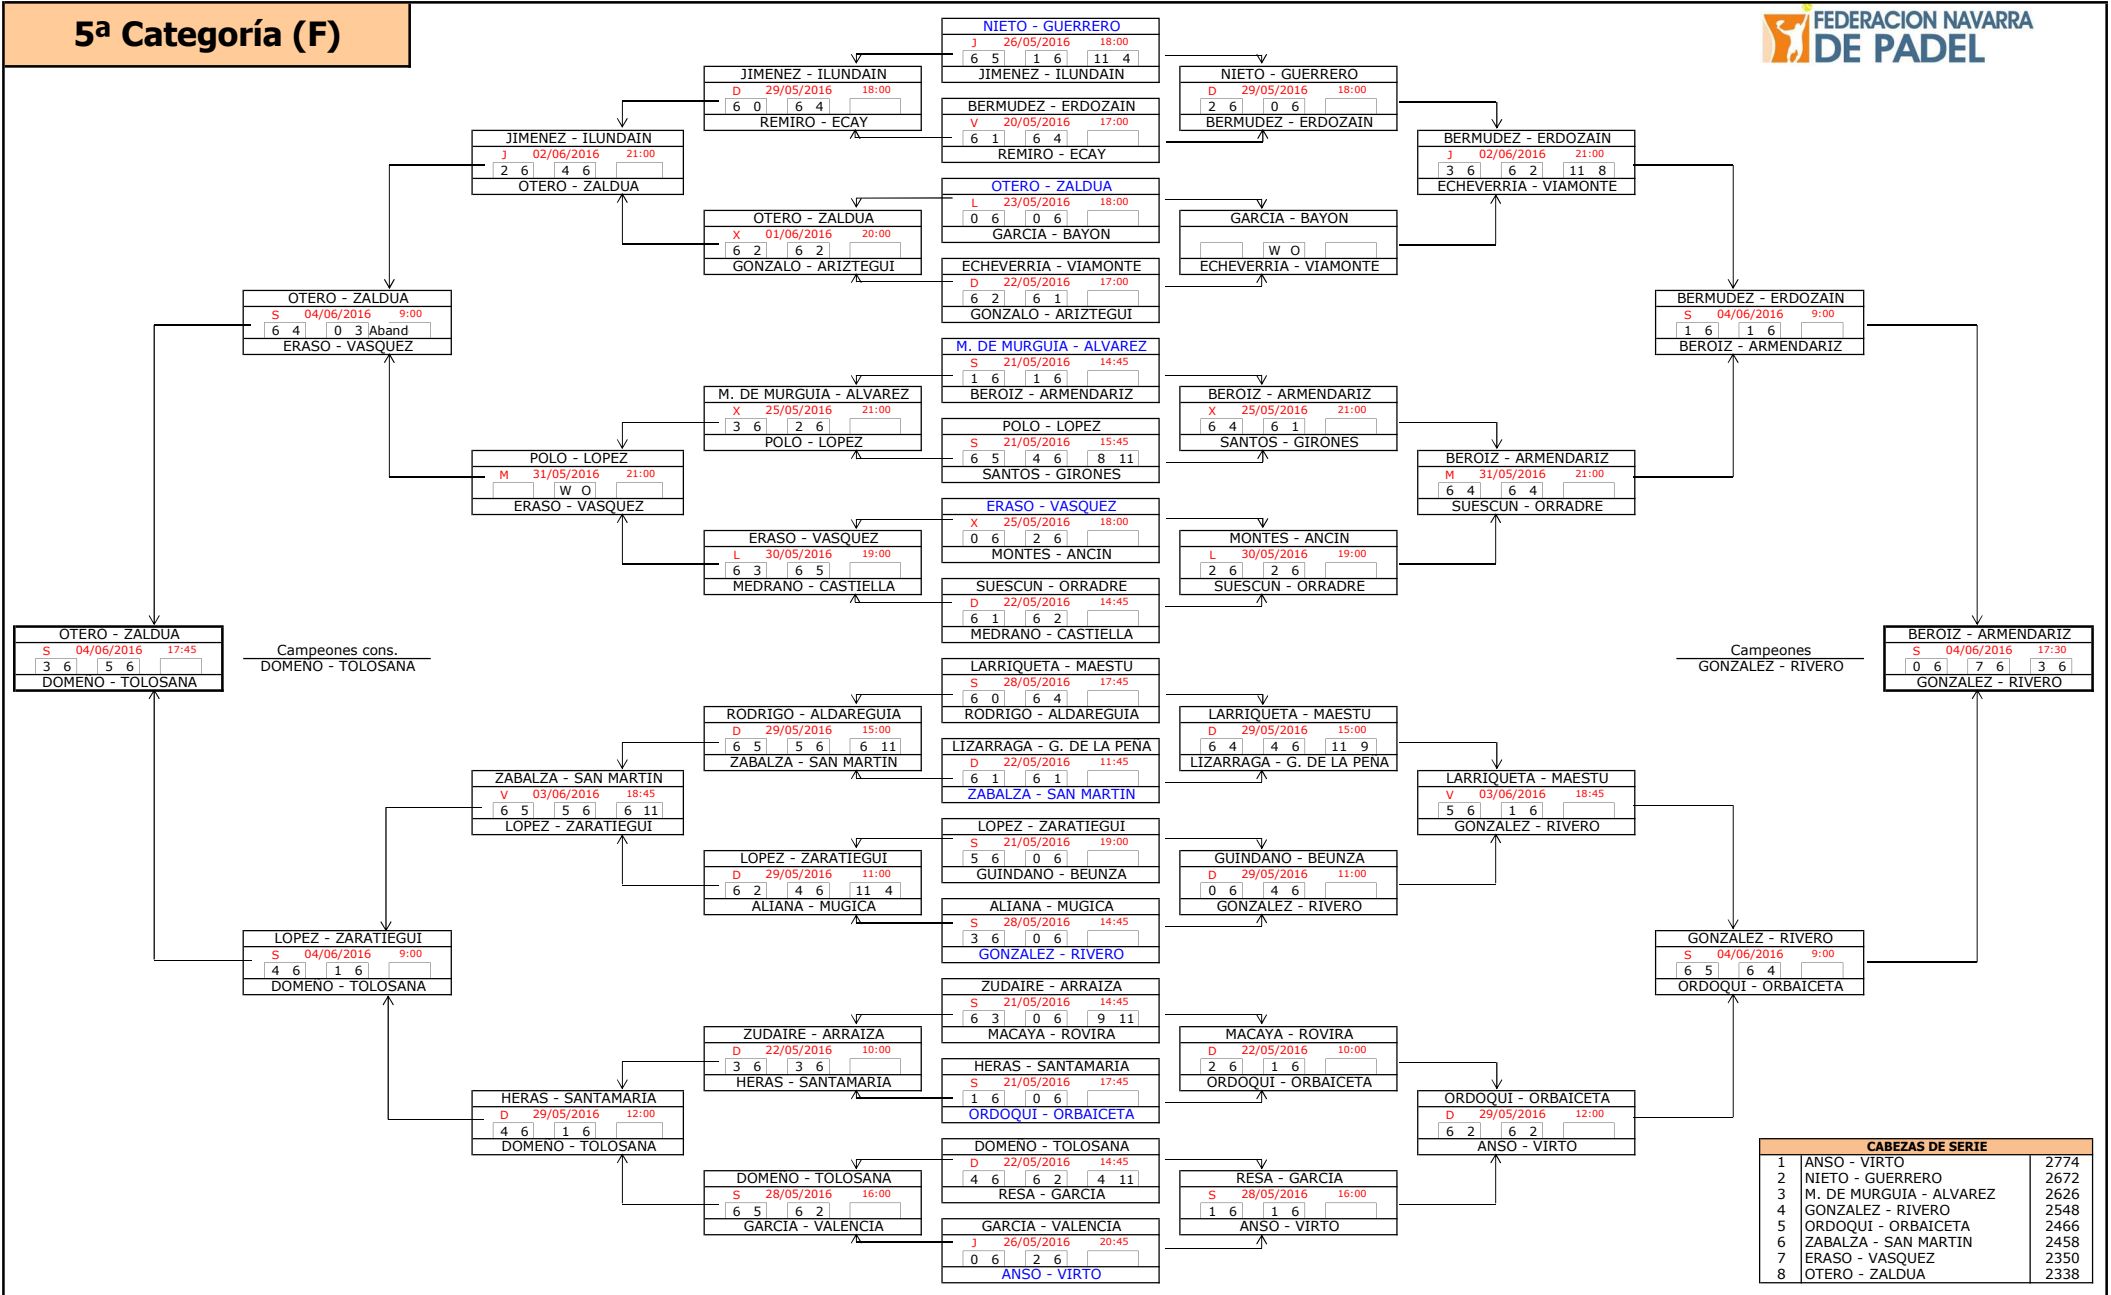 5ª Categoría (F)
FEDERACION NAVARRA
DE PADEL
OTERO - ZALDUA
S 04/06/2016 17:45
3 6 5 6
DOMEÑO - TOLOSANA
Campeones cons.
DOMEÑO - TOLOSANA
OTERO - ZALDUA
S 04/06/2016 9:00
6 4 0 3 Aband
ERASO - VASQUEZ
LOPEZ - ZARATIEGUI
S 04/06/2016 9:00
4 6 1 6
DOMEÑO - TOLOSANA
JIMENEZ - ILUNDAIN
J 02/06/2016 21:00
2 6 4 6
OTERO - ZALDUA
POLO - LOPEZ
M 31/05/2016 21:00
W O
ERASO - VASQUEZ
ZABALZA - SAN MARTIN
V 03/06/2016 18:45
6 5 5 6 6 11
LOPEZ - ZARATIEGUI
HERAS - SANTAMARIA
D 29/05/2016 12:00
4 6 1 6
DOMEÑO - TOLOSANA
JIMENEZ - ILUNDAIN
D 29/05/2016 18:00
6 0 6 4
REMIRO - ECAY
OTERO - ZALDUA
X 01/06/2016 20:00
6 2 6 2
GONZALO - ARIZTEGUI
M. DE MURGUIA - ALVAREZ
X 25/05/2016 21:00
3 6 2 6
POLO - LOPEZ
ERASO - VASQUEZ
L 30/05/2016 19:00
6 3 6 5
MEDRANO - CASTIELLA
RODRIGO - ALDAREGUIA
D 29/05/2016 15:00
6 5 5 6 6 11
ZABALZA - SAN MARTIN
LOPEZ - ZARATIEGUI
D 29/05/2016 11:00
6 2 4 6 11 4
ALIANA - MUGICA
ZUDAIRE - ARRAIZA
D 22/05/2016 10:00
3 6 3 6
HERAS - SANTAMARIA
DOMEÑO - TOLOSANA
S 28/05/2016 16:00
6 5 6 2
GARCIA - VALENCIA
NIETO - GUERRERO
J 26/05/2016 18:00
6 5 1 6 11 4
JIMENEZ - ILUNDAIN
BERMUDEZ - ERDOZAIN
V 20/05/2016 17:00
6 1 6 4
REMIRO - ECAY
OTERO - ZALDUA
L 23/05/2016 18:00
0 6 0 6
GARCIA - BAYON
ECHEVERRIA - VIAMONTE
D 22/05/2016 17:00
6 2 6 1
GONZALO - ARIZTEGUI
M. DE MURGUIA - ALVAREZ
S 21/05/2016 14:45
1 6 1 6
BEROIZ - ARMENDARIZ
POLO - LOPEZ
S 21/05/2016 15:45
6 5 4 6 8 11
SANTOS - GIRONES
ERASO - VASQUEZ
X 25/05/2016 18:00
0 6 2 6
MONTES - ANCIN
SUESCUN - ORRADRE
D 22/05/2016 14:45
6 1 6 2
MEDRANO - CASTIELLA
LARRIQUETA - MAESTU
S 28/05/2016 17:45
6 0 6 4
RODRIGO - ALDAREGUIA
LIZARRAGA - G. DE LA PEÑA
D 22/05/2016 11:45
6 1 6 1
ZABALZA - SAN MARTIN
LOPEZ - ZARATIEGUI
S 21/05/2016 19:00
5 6 0 6
GUINDANO - BEUNZA
ALIANA - MUGICA
S 28/05/2016 14:45
3 6 0 6
GONZALEZ - RIVERO
ZUDAIRE - ARRAIZA
S 21/05/2016 14:45
6 3 0 6 9 11
MACAYA - ROVIRA
HERAS - SANTAMARIA
S 21/05/2016 17:45
1 6 0 6
ORDOQUI - ORBAICETA
DOMEÑO - TOLOSANA
D 22/05/2016 14:45
4 6 6 2 4 11
RESA - GARCIA
GARCIA - VALENCIA
J 26/05/2016 20:45
0 6 2 6
ANSO - VIRTO
NIETO - GUERRERO
D 29/05/2016 18:00
2 6 0 6
BERMUDEZ - ERDOZAIN
GARCIA - BAYON
W O
ECHEVERRIA - VIAMONTE
BEROIZ - ARMENDARIZ
X 25/05/2016 21:00
6 4 6 1
SANTOS - GIRONES
MONTES - ANCIN
L 30/05/2016 19:00
2 6 2 6
SUESCUN - ORRADRE
LARRIQUETA - MAESTU
D 29/05/2016 15:00
6 4 4 6 11 9
LIZARRAGA - G. DE LA PEÑA
GUINDANO - BEUNZA
D 29/05/2016 11:00
0 6 4 6
GONZALEZ - RIVERO
MACAYA - ROVIRA
D 22/05/2016 10:00
2 6 1 6
ORDOQUI - ORBAICETA
RESA - GARCIA
S 28/05/2016 16:00
1 6 1 6
ANSO - VIRTO
BERMUDEZ - ERDOZAIN
J 02/06/2016 21:00
3 6 6 2 11 8
ECHEVERRIA - VIAMONTE
BEROIZ - ARMENDARIZ
M 31/05/2016 21:00
6 4 6 4
SUESCUN - ORRADRE
LARRIQUETA - MAESTU
V 03/06/2016 18:45
5 6 1 6
GONZALEZ - RIVERO
ORDOQUI - ORBAICETA
D 29/05/2016 12:00
6 2 6 2
ANSO - VIRTO
BERMUDEZ - ERDOZAIN
S 04/06/2016 9:00
1 6 1 6
BEROIZ - ARMENDARIZ
GONZALEZ - RIVERO
S 04/06/2016 9:00
6 5 6 4
ORDOQUI - ORBAICETA
Campeones
GONZALEZ - RIVERO
BEROIZ - ARMENDARIZ
S 04/06/2016 17:30
0 6 7 6 3 6
GONZALEZ - RIVERO
CABEZAS DE SERIE
1 ANSO - VIRTO 2774
2 NIETO - GUERRERO 2672
3 M. DE MURGUIA - ALVAREZ 2626
4 GONZALEZ - RIVERO 2548
5 ORDOQUI - ORBAICETA 2466
6 ZABALZA - SAN MARTIN 2458
7 ERASO - VASQUEZ 2350
8 OTERO - ZALDUA 2338